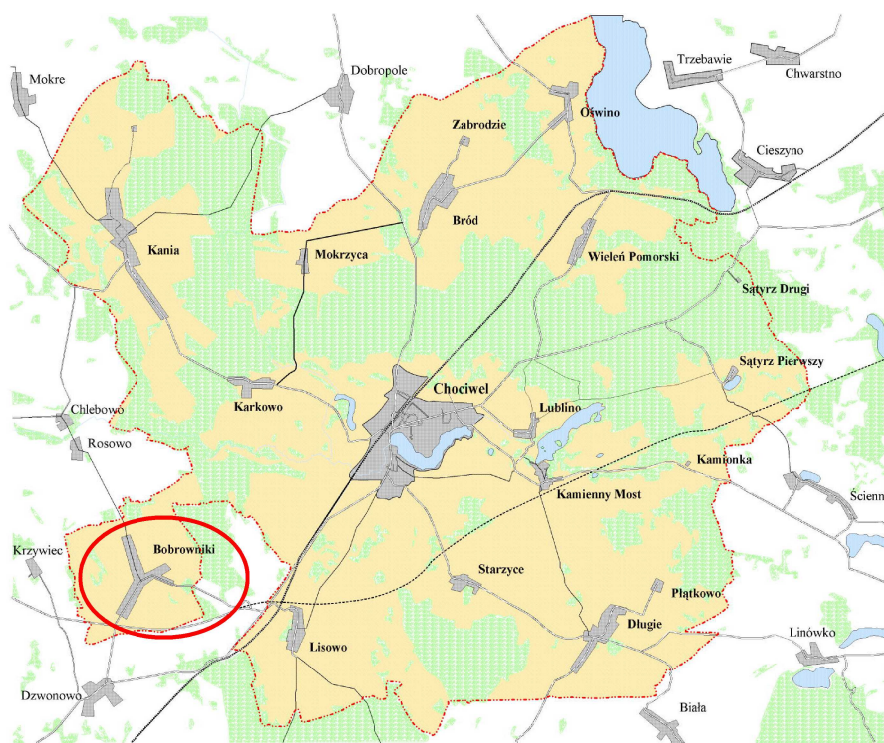 Mokre
Dobropole
Trzebawie
Chwarstno
Oświno
Zabrodzie
Cieszyno
Bród
Kania
Mokrzyca
Wieleń Pomorski
Sątyrz Drugi
Sątyrz Pierwszy
Chociwel
Karkowo
Lublino
Chlebowo
Rosowo
Kamionka
Kamienny Most
Ścienn
Bobrowniki
Krzywiec
Starzyce
Płątkowo
Długie
Lisowo
Linówko
Dzwonowo
Biała